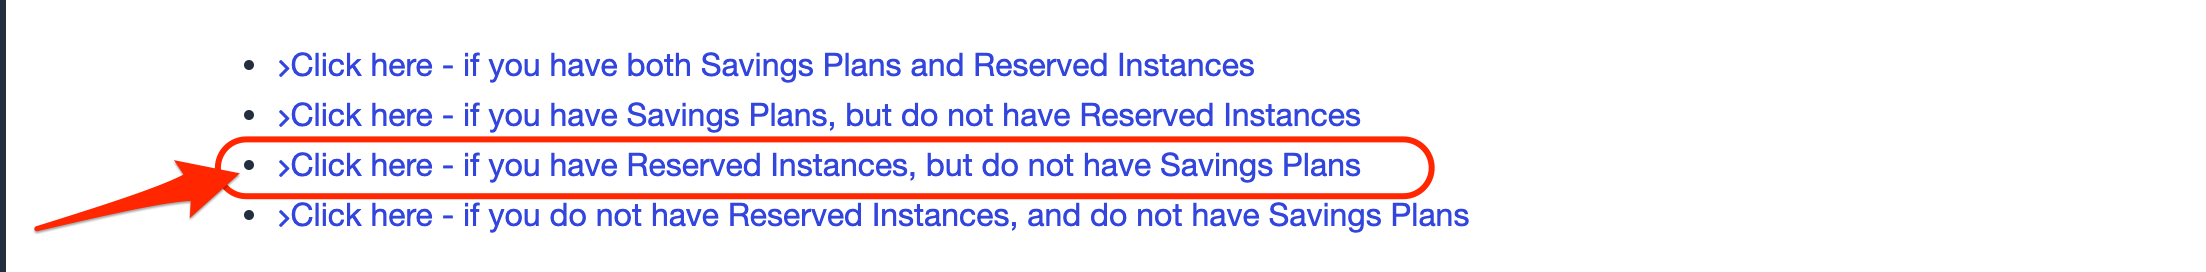 • ›Click here - if you have both Savings Plans and Reserved Instances
• ›Click here - if you have Savings Plans, but do not have Reserved Instances
• ›Click here - if you have Reserved Instances, but do not have Savings Plans
• ›Click here - if you do not have Reserved Instances, and do not have Savings Plans